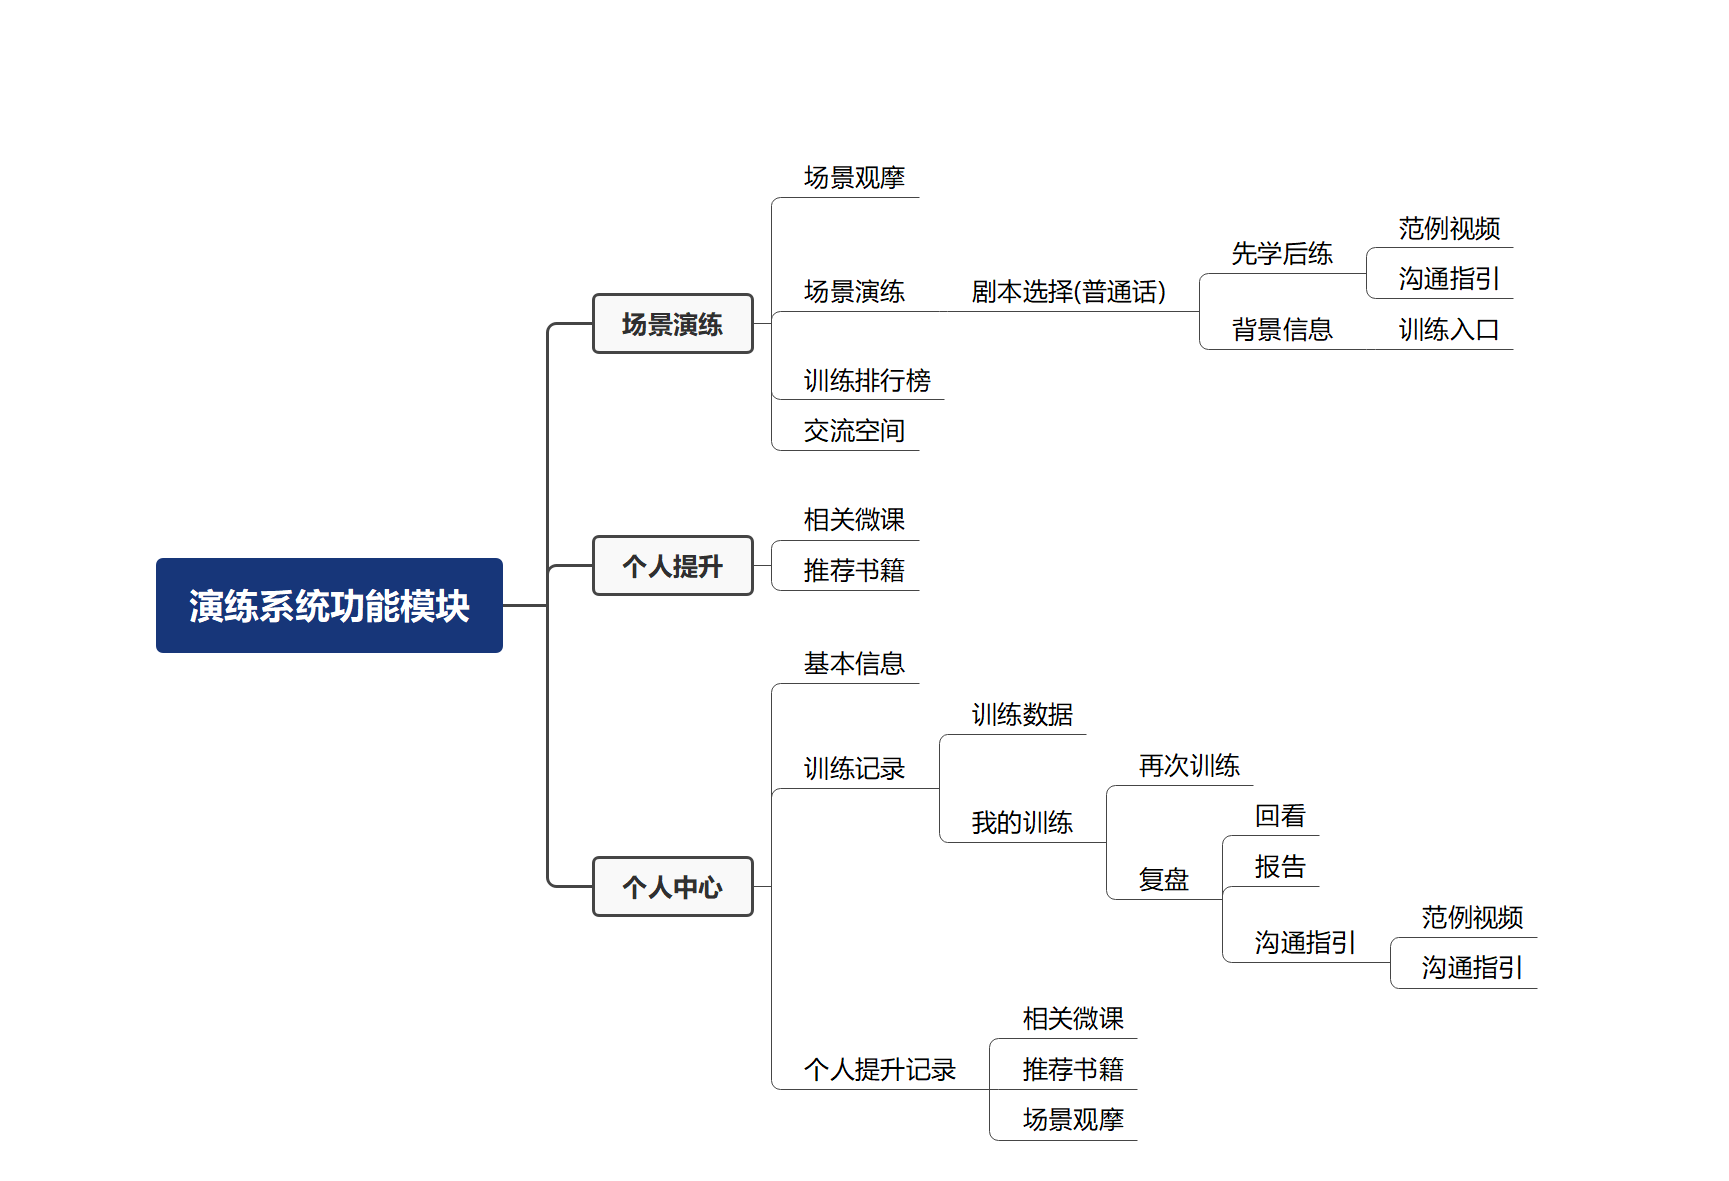 演练系统功能模块
场景演练
场景观摩
场景演练
剧本选择(普通话)
先学后练
范例视频
沟通指引
背景信息
训练入口
训练排行榜
交流空间
个人提升
相关微课
推荐书籍
个人中心
基本信息
训练记录
训练数据
我的训练
再次训练
复盘
回看
报告
沟通指引
范例视频
沟通指引
个人提升记录
相关微课
推荐书籍
场景观摩